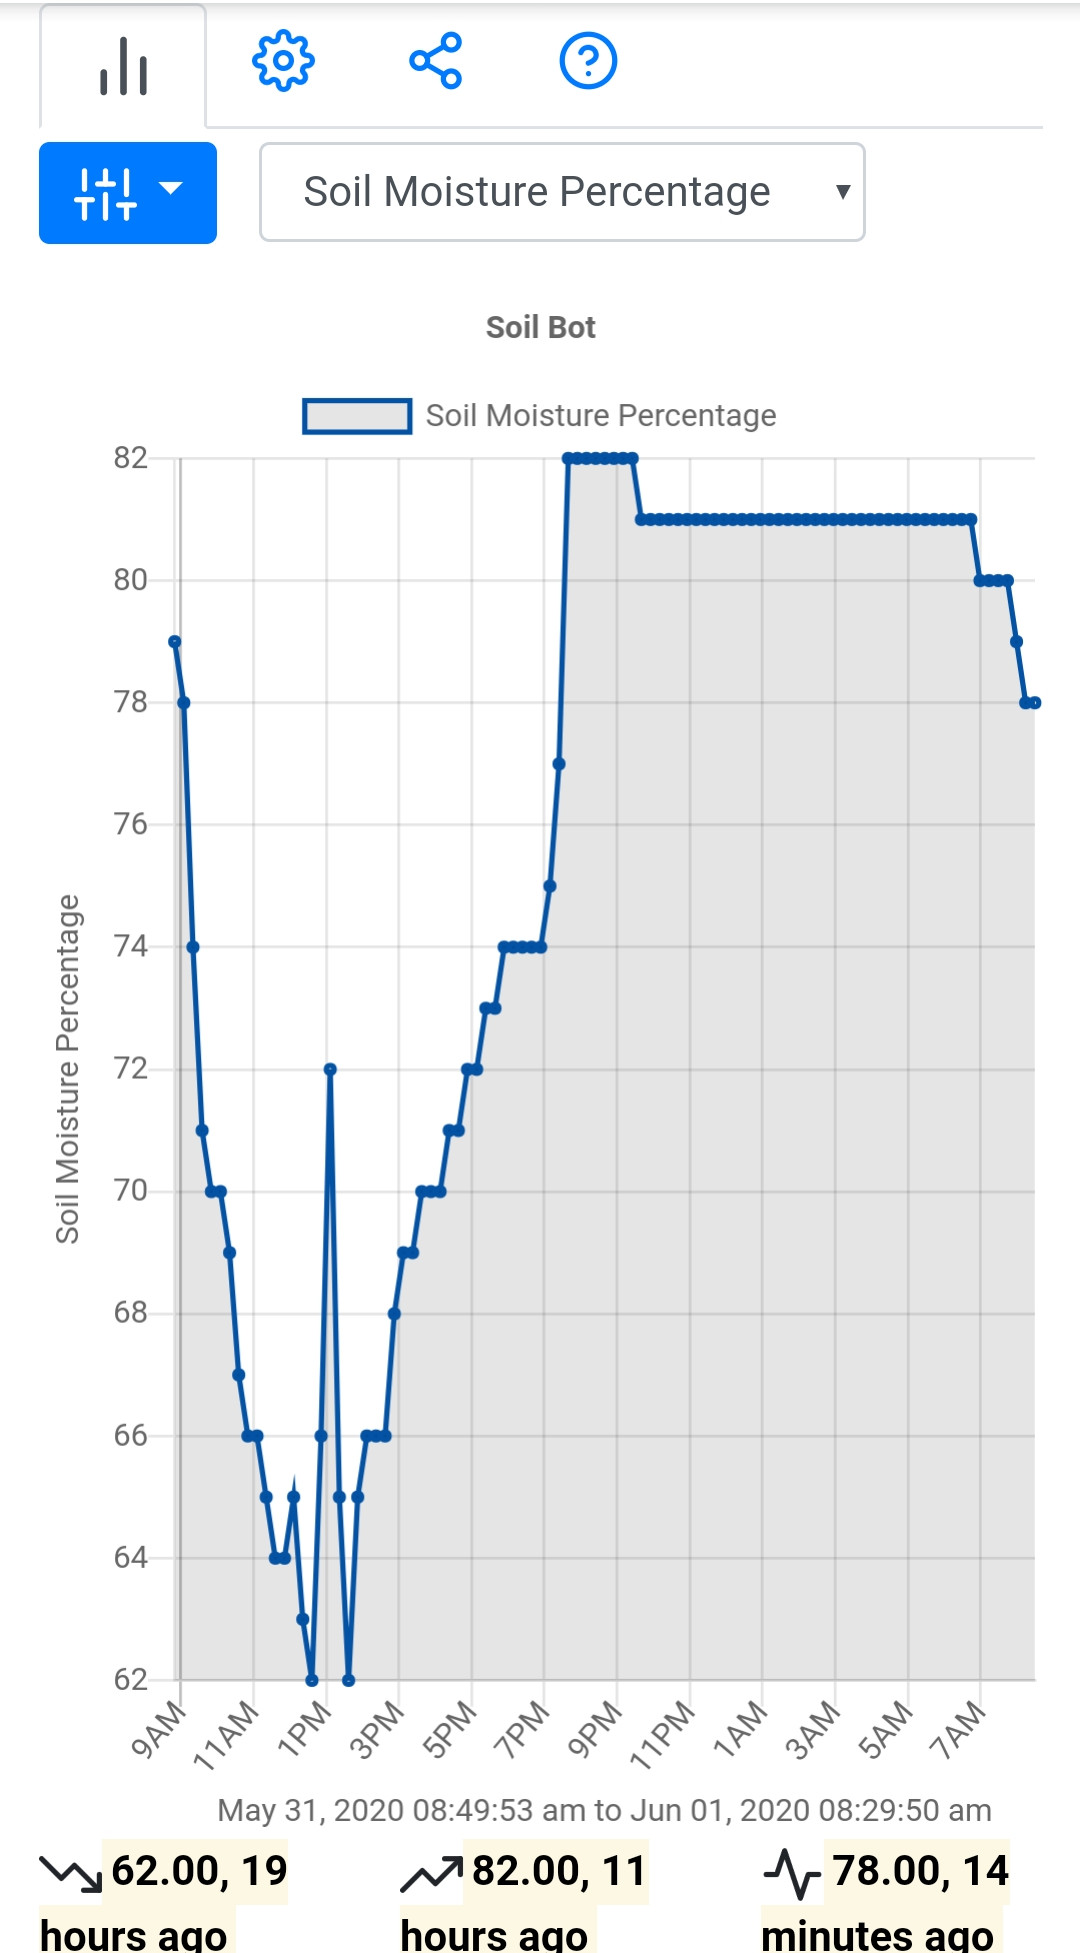 Soil Moisture Percentage
Soil Bot
Soil Moisture Percentage
82
80
78
76
74
72
70
68
66
64
62
Soil Moisture Percentage
9AM 11AM 1PM 3PM 5PM 7PM 9PM 11PM 1AM 3AM 5AM 7AM
May 31, 2020 08:49:53 am to Jun 01, 2020 08:29:50 am
62.00, 19 hours ago
82.00, 11 hours ago
78.00, 14 minutes ago